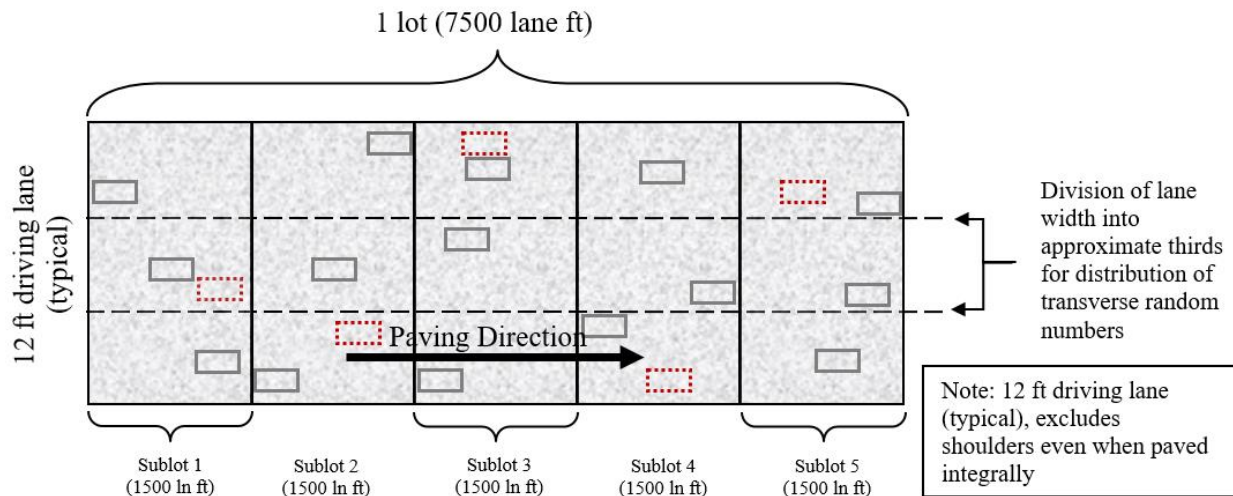 1 lot (7500 lane ft)
12 ft driving lane
(typical)
Division of lane
width into
approximate thirds
for distribution of
transverse random
numbers
Paving Direction
Note: 12 ft driving lane
(typical), excludes
shoulders even when paved
integrally
Sublot 1
(1500 ln ft)
Sublot 2
(1500 ln ft)
Sublot 3
(1500 ln ft)
Sublot 4
(1500 ln ft)
Sublot 5
(1500 ln ft)